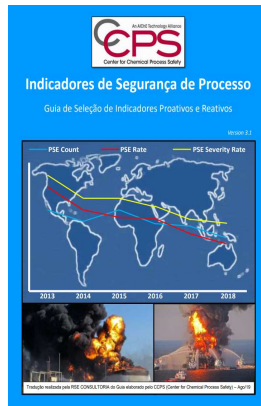 An AIChE Technology Alliance
CCPS
Center for Chemical Process Safety
Indicadores de Segurança de Processo
Guia de Seleção de Indicadores Proativos e Reativos
Version 3.1
PSE Count
PSE Rate
PSE Severity Rate
2013 2014 2015 2016 2017 2018
Tradução realizada pela RSE CONSULTORIA do Guia elaborado pelo CCPS (Center for Chemical Process Safety) – Ago/19